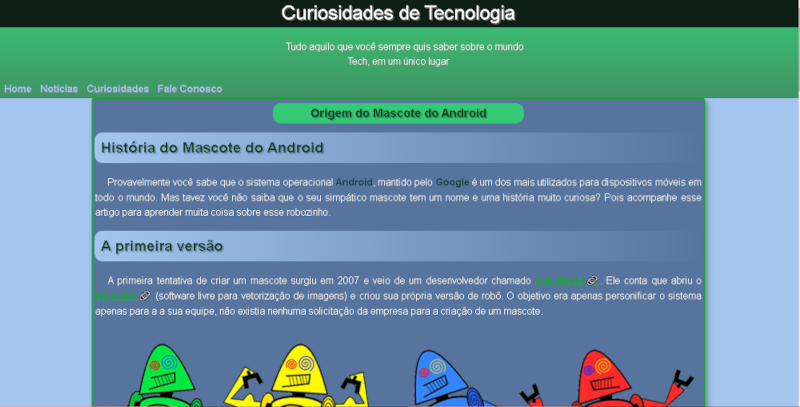 Curiosidades de Tecnologia
Tudo aquilo que você sempre quis saber sobre o mundo
Tech, em um único lugar
Home Notícias Curiosidades Fale Conosco
Origem do Mascote do Android
História do Mascote do Android
Provavelmente você sabe que o sistema operacional Android, mantido pelo Google é um dos mais utilizados para dispositivos móveis em
todo o mundo. Mas tavez você não saiba que o seu simpático mascote tem um nome e uma história muito curiosa? Pois acompanhe esse
artigo para aprender muita coisa sobre esse robozinho.
A primeira versão
A primeira tentativa de criar um mascote surgiu em 2007 e veio de um desenvolvedor chamado . Ele conta que abriu o
(software livre para vetorização de imagens) e criou sua própria versão de robô. O objetivo era apenas personificar o sistema
apenas para a a sua equipe, não existia nenhuma solicitação da empresa para a criação de um mascote.